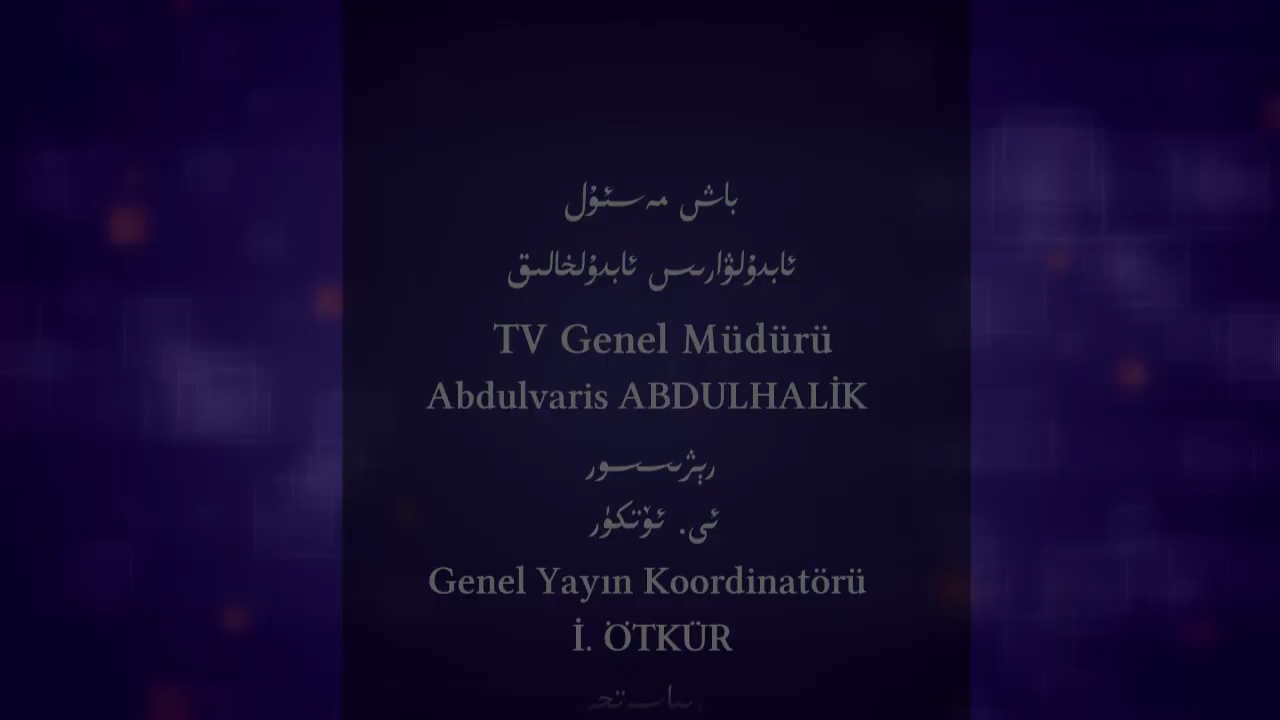 باش مەسئۇل
ئابدۇلۋارىس ئابدۇلخالىق
TV Genel Müdürü
Abdulvaris ABDULHALİK
رېژىسسور
ئى. ئۆتكۈر
Genel Yayın Koordinatörü
İ. ÖTKÜR